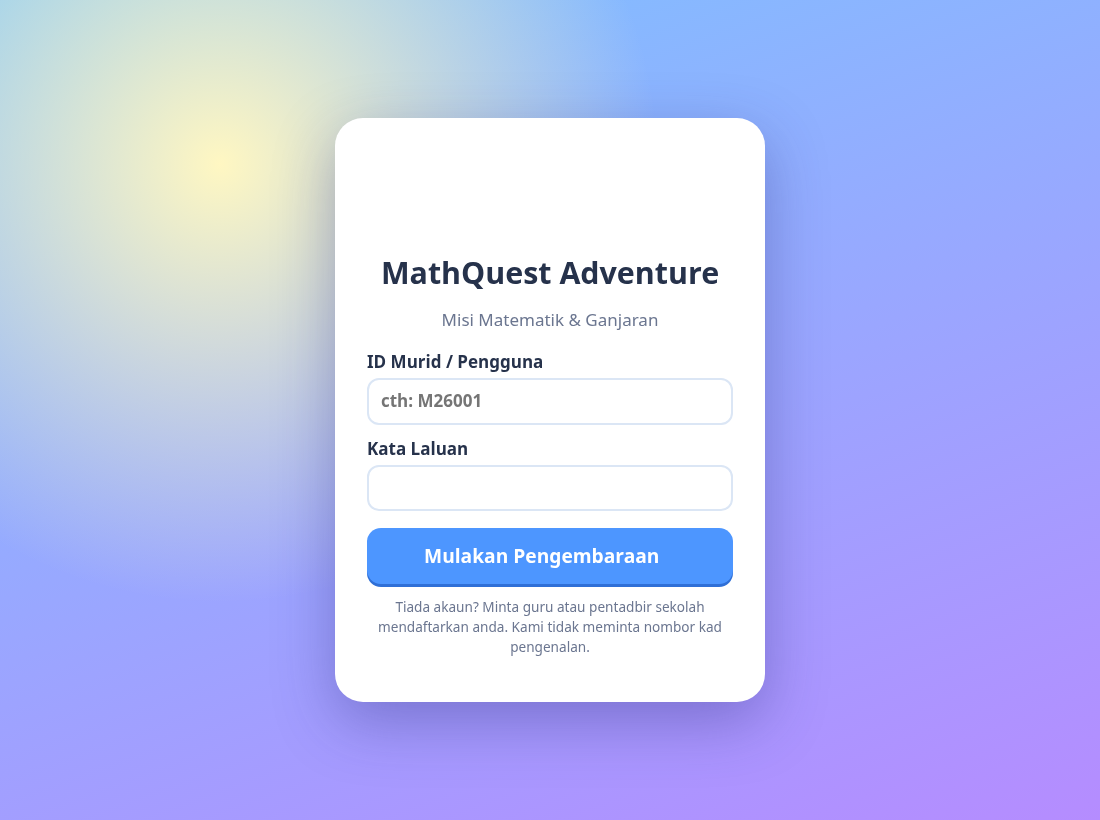 MathQuest Adventure
Misi Matematik & Ganjaran
ID Murid / Pengguna
cth: M26001
Kata Laluan
Mulakan Pengembaraan
Tiada akaun? Minta guru atau pentadbir sekolah
mendaftarkan anda. Kami tidak meminta nombor kad
pengenalan.